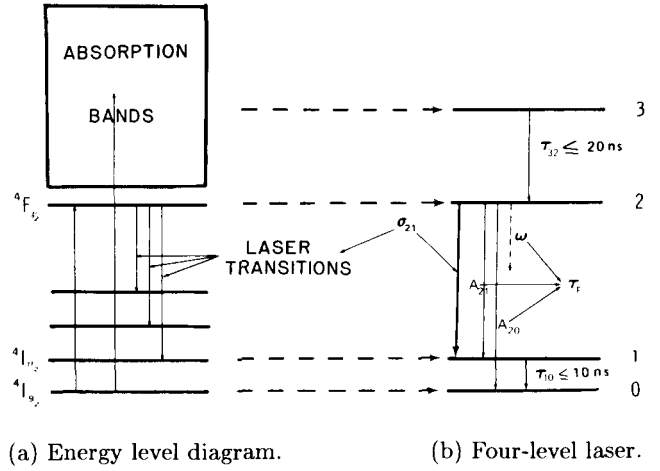 ABSORPTION
BANDS
3
τ₃₂ ≤ 20 ns
⁴F₃/₂
2
LASER
TRANSITIONS
σ₂₁
ω
A₂₁
τF
A₂₀
⁴I₁₁/₂
1
τ₁₀ ≤ 10 ns
⁴I₉/₂
0
(a) Energy level diagram.
(b) Four-level laser.